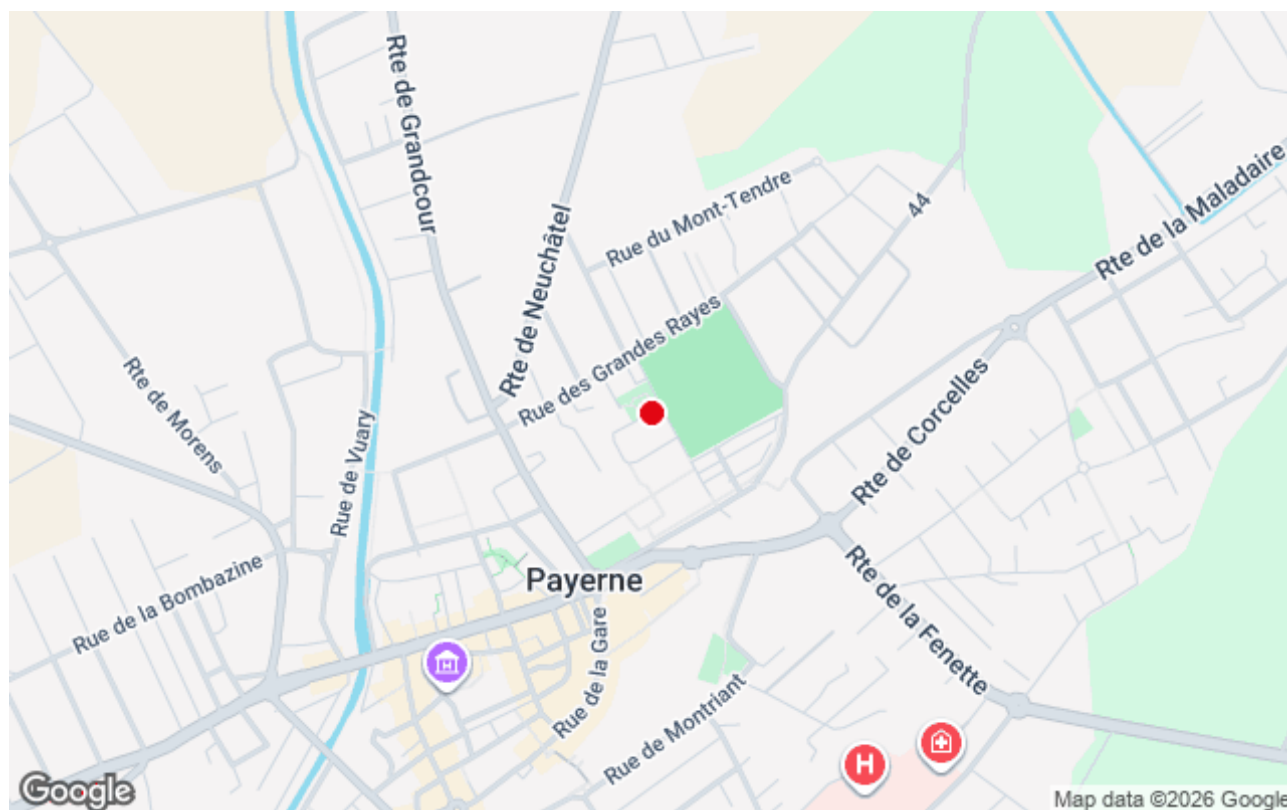 Rte de Grandcour
Rte de Neuchâtel
Rue du Mont-Tendre
44
Rte de la Maladaire
Rue des Grandes Rayes
Rte de Morens
Rue de Vuary
Rte de Corcelles
Rue de la Bombazine
Payerne
Rte de la Fenette
Rue de la Gare
Rue de Montriant
H
Google
Map data ©2026 Google